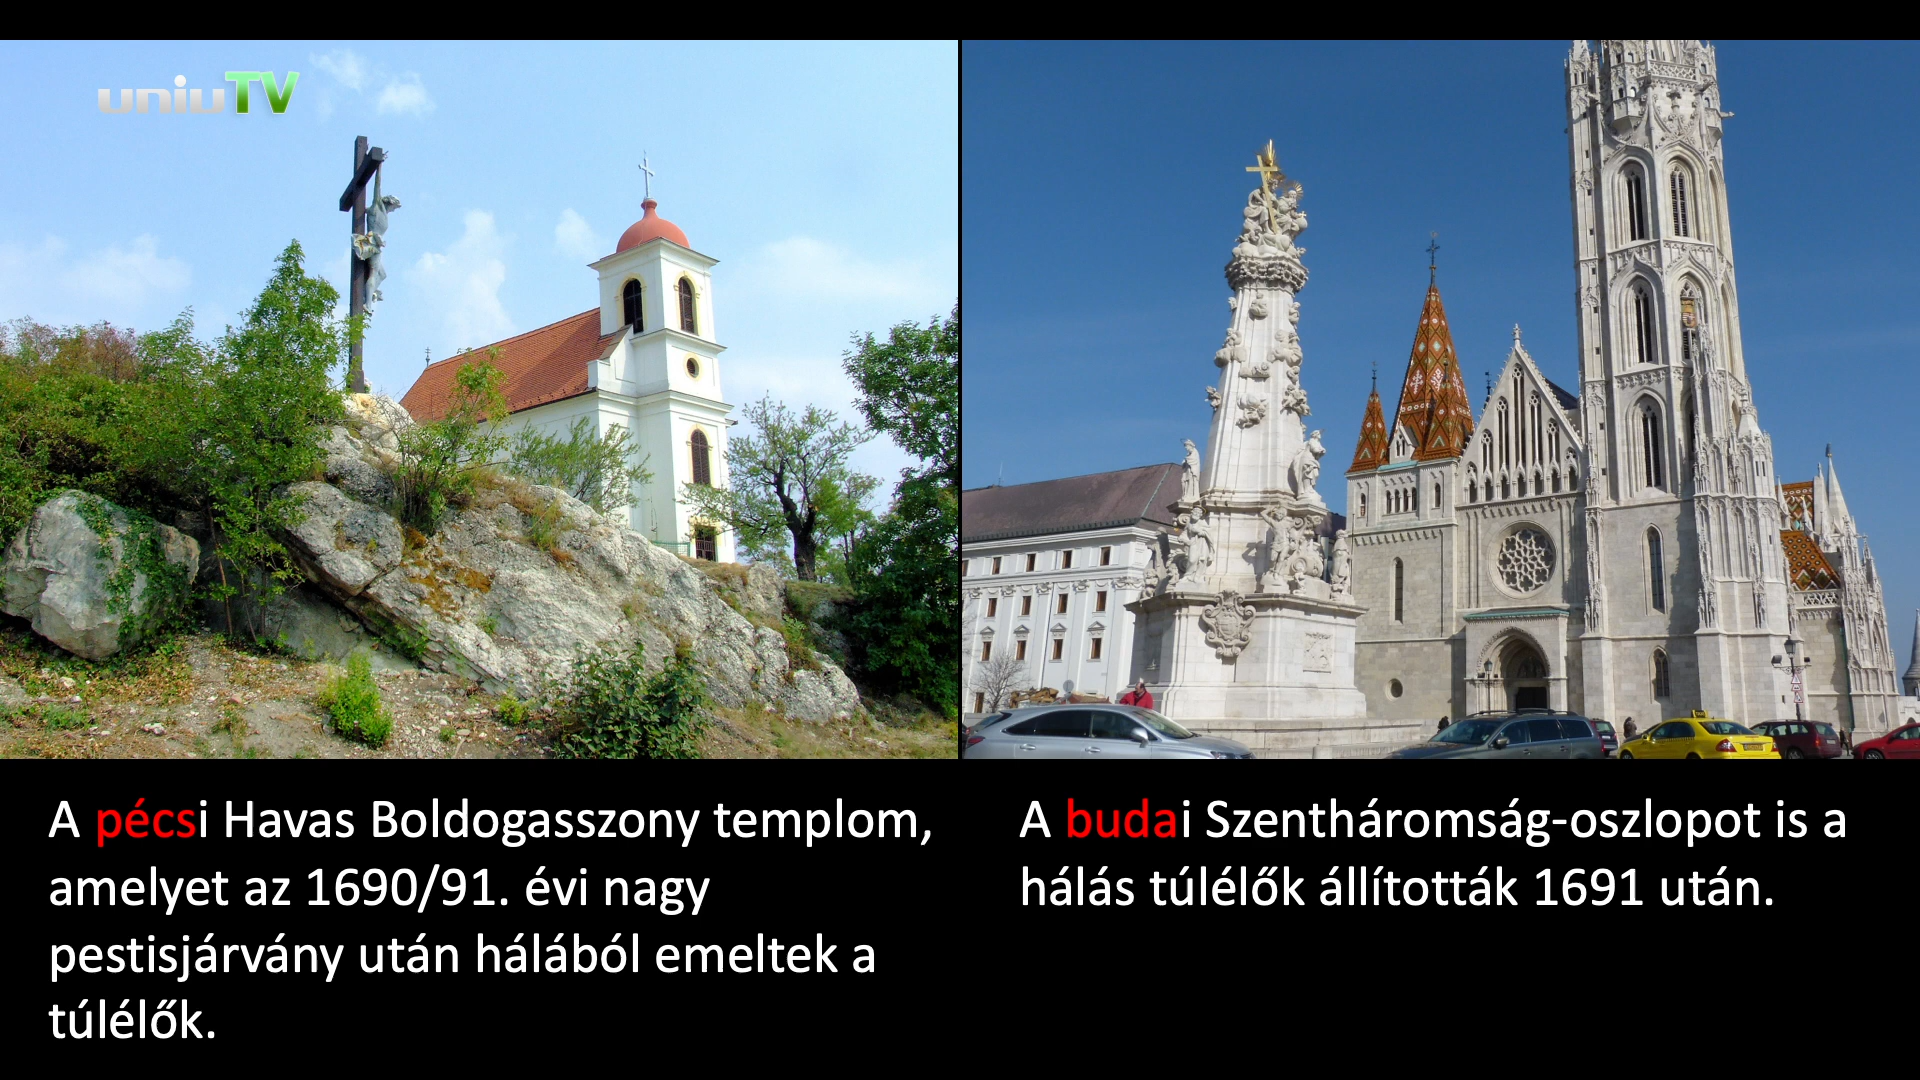 uniuTV
A pécsi Havas Boldogasszony templom,
amelyet az 1690/91. évi nagy
pestisjárvány után hálából emeltek a
túlélők.
A budai Szentháromság-oszlopot is a
hálás túlélők állították 1691 után.